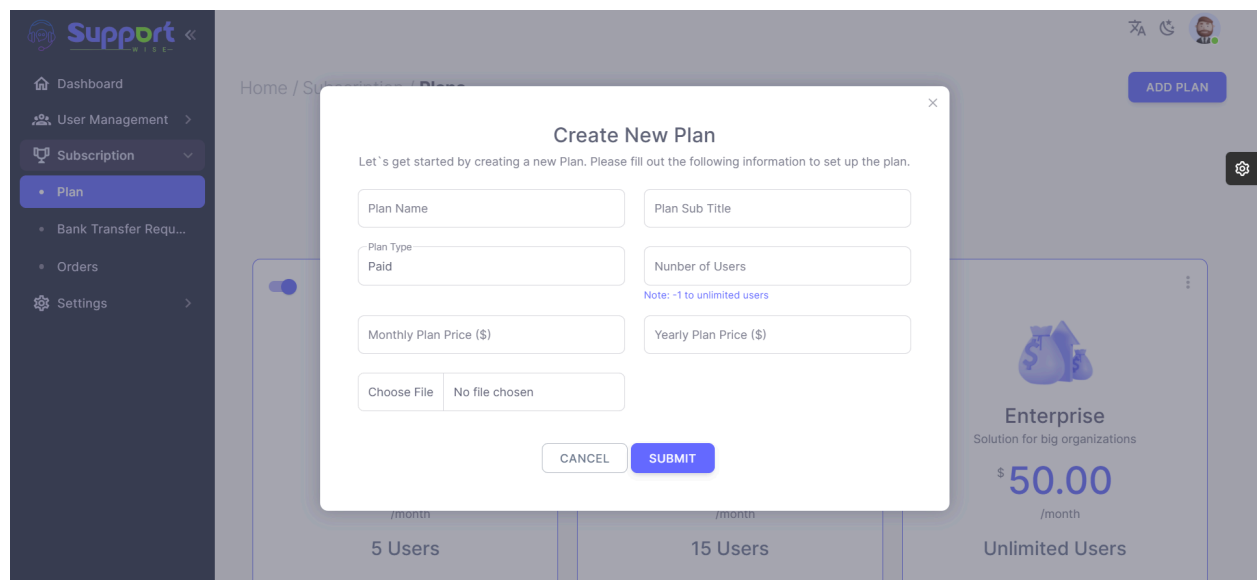 Support
WISE
Dashboard
User Management
Subscription
Plan
Bank Transfer Requ...
Orders
Settings
Home / Subscription / Plans
ADD PLAN
Create New Plan
Let`s get started by creating a new Plan. Please fill out the following information to set up the plan.
Plan Name
Plan Sub Title
Plan Type
Paid
Nunber of Users
Note: -1 to unlimited users
Monthly Plan Price ($)
Yearly Plan Price ($)
Choose File No file chosen
CANCEL
SUBMIT
/month
5 Users
/month
15 Users
Enterprise
Solution for big organizations
$50.00
/month
Unlimited Users